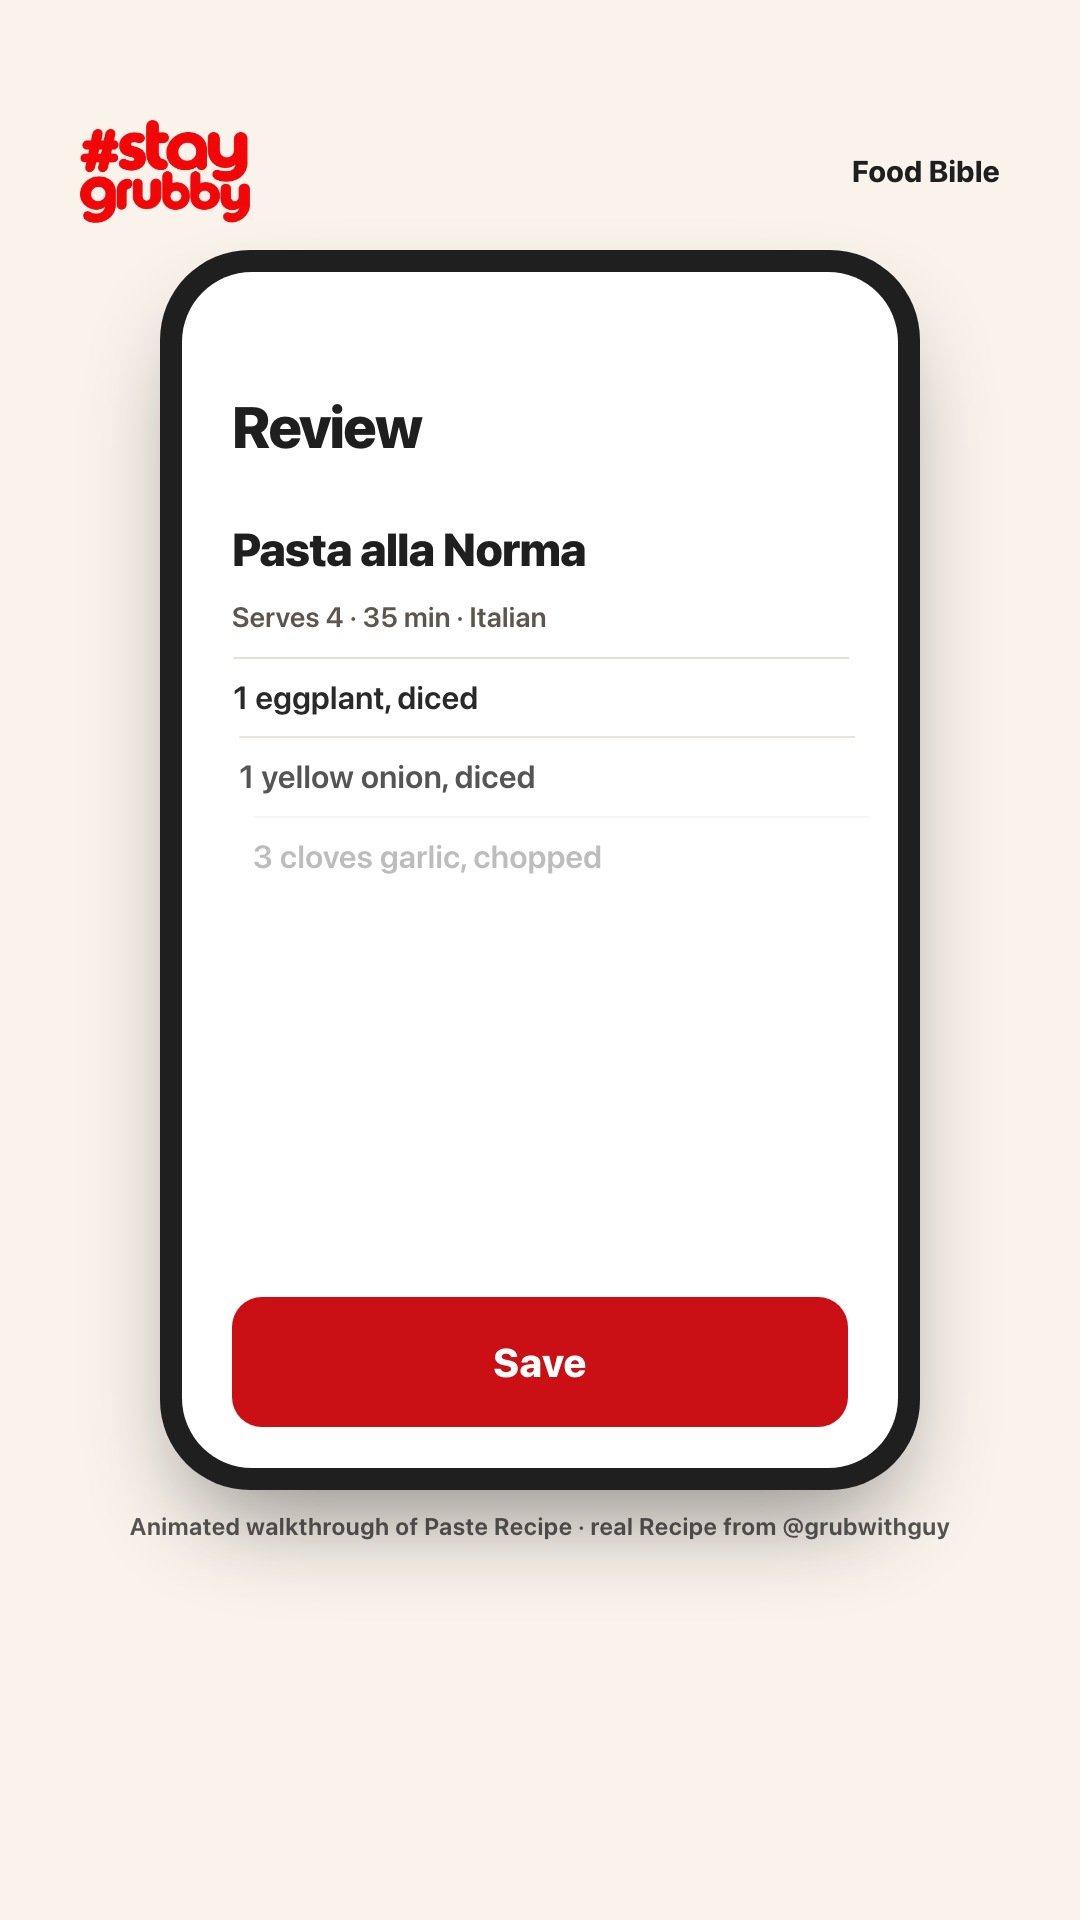 #stay
grubby
Food Bible
Review
Pasta alla Norma
Serves 4 · 35 min · Italian
1 eggplant, diced
1 yellow onion, diced
3 cloves garlic, chopped
Save
Animated walkthrough of Paste Recipe · real Recipe from @grubwithguy